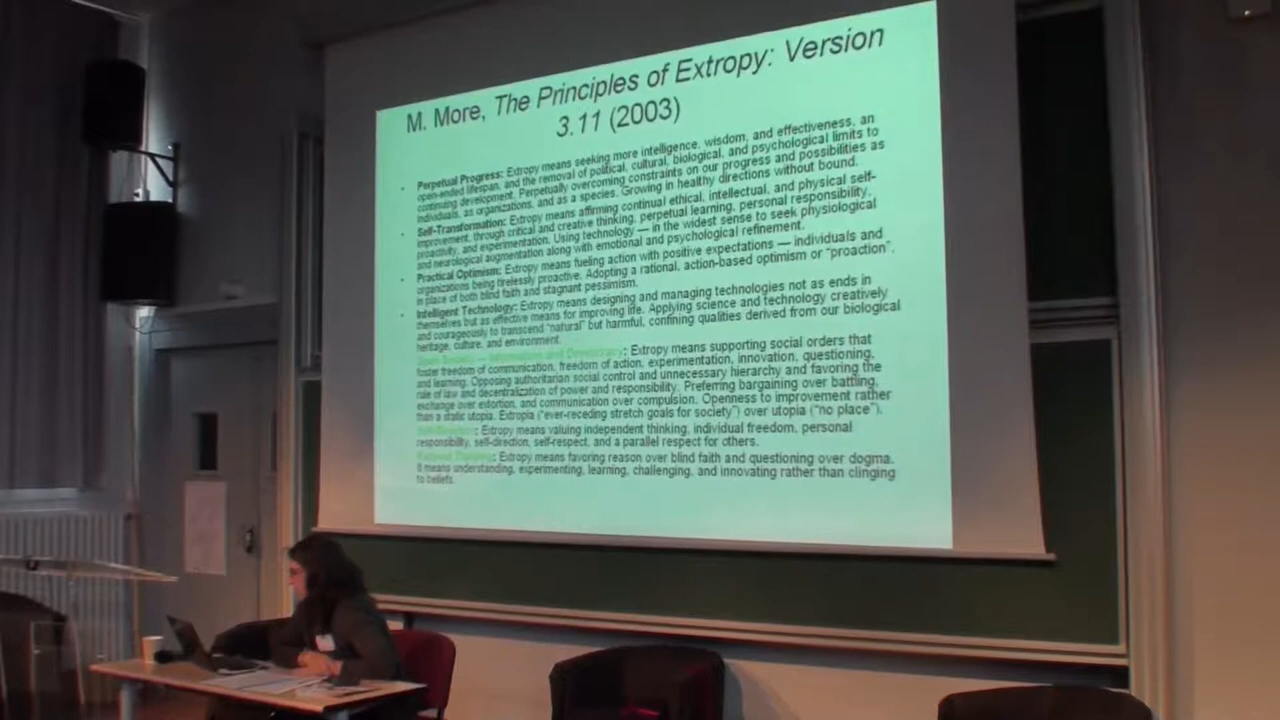 M. More, The Principles of Extropy: Version
3.11 (2003)
Perpetual Progress: Extropy means seeking more intelligence, wisdom, and effectiveness, an
open-ended lifespan, and the removal of political, cultural, biological, and psychological limits to
continuing development. Perpetually overcoming constraints on our progress and possibilities as
individuals, as organizations, and as a species. Growing in healthy directions without bound.
Self-Transformation: Extropy means affirming continual ethical, intellectual, and physical self-
improvement, through critical and creative thinking, perpetual learning, personal responsibility,
proactivity, and experimentation. Using technology — in the widest sense to seek physiological
and neurological augmentation along with emotional and psychological refinement.
Practical Optimism: Extropy means fueling action with positive expectations — individuals and
organizations being tirelessly proactive. Adopting a rational, action-based optimism or "proaction",
in place of both blind faith and stagnant pessimism.
Intelligent Technology: Extropy means designing and managing technologies not as ends in
themselves but as effective means for improving life. Applying science and technology creatively
and courageously to transcend "natural" but harmful, confining qualities derived from our biological
heritage, culture, and environment.
— Information and Democracy: Extropy means supporting social orders that
foster freedom of communication, freedom of action, experimentation, innovation, questioning,
and learning. Opposing authoritarian social control and unnecessary hierarchy and favoring the
rule of law and decentralization of power and responsibility. Preferring bargaining over battling,
exchange over extortion, and communication over compulsion. Openness to improvement rather
than a static utopia. Extropia ("ever-receding stretch goals for society") over utopia ("no place").
: Extropy means valuing independent thinking, individual freedom, personal
responsibility, self-direction, self-respect, and a parallel respect for others.
: Extropy means favoring reason over blind faith and questioning over dogma.
It means understanding, experimenting, learning, challenging, and innovating rather than clinging
to beliefs.